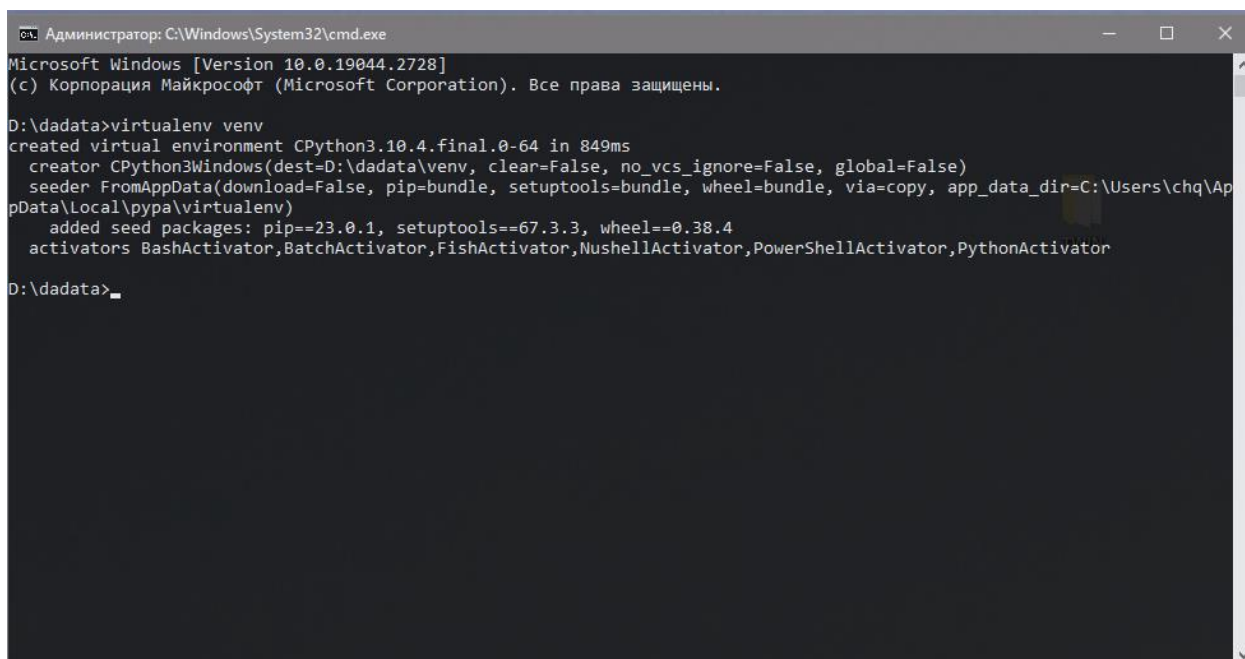 Администратор: C:\Windows\System32\cmd.exe
Microsoft Windows [Version 10.0.19044.2728]
(c) Корпорация Майкрософт (Microsoft Corporation). Все права защищены.
D:\dadata>virtualenv venv
created virtual environment CPython3.10.4.final.0-64 in 849ms
  creator CPython3Windows(dest=D:\dadata\venv, clear=False, no_vcs_ignore=False, global=False)
  seeder FromAppData(download=False, pip=bundle, setuptools=bundle, wheel=bundle, via=copy, app_data_dir=C:\Users\chq\Ap
pData\Local\pypa\virtualenv)
    added seed packages: pip==23.0.1, setuptools==67.3.3, wheel==0.38.4
  activators BashActivator,BatchActivator,FishActivator,NushellActivator,PowerShellActivator,PythonActivator
D:\dadata>